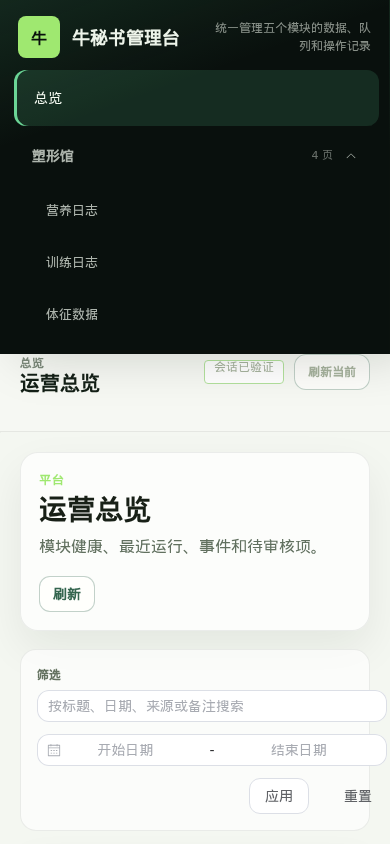 牛
牛秘书管理台
统一管理五个模块的数据、队
列和操作记录
总览
塑形馆
4 页
营养日志
训练日志
体征数据
总览
运营总览
会话已验证
刷新当前
平台
运营总览
模块健康、最近运行、事件和待审核项。
刷新
筛选
按标题、日期、来源或备注搜索
开始日期 - 结束日期
应用 重置